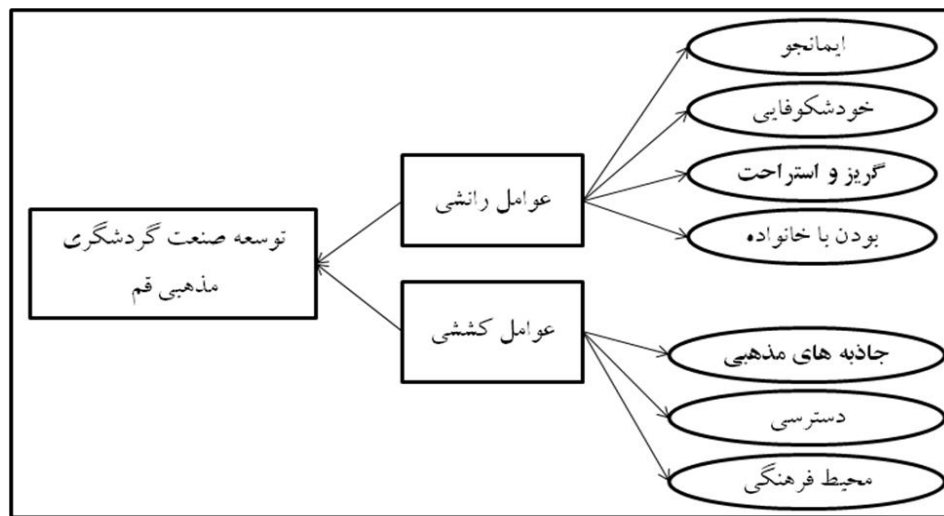 ایمانجو
خودشکوفایی
گریز و استراحت
بودن با خانواده
عوامل رانشی
توسعه صنعت گردشگری
مذهبی قم
عوامل کششی
جاذبه های مذهبی
دسترسی
محیط فرهنگی